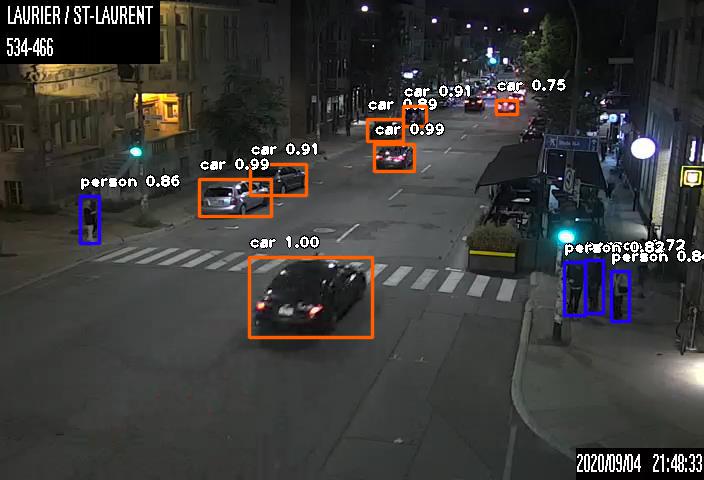 LAURIER / ST-LAURENT
534-466
car 0.75
car 0.91
car 0.89
car 0.99
car 0.91
car 0.99
person 0.86
car 1.00
person 0.82
person 0.84
2020/09/04 21:48:33